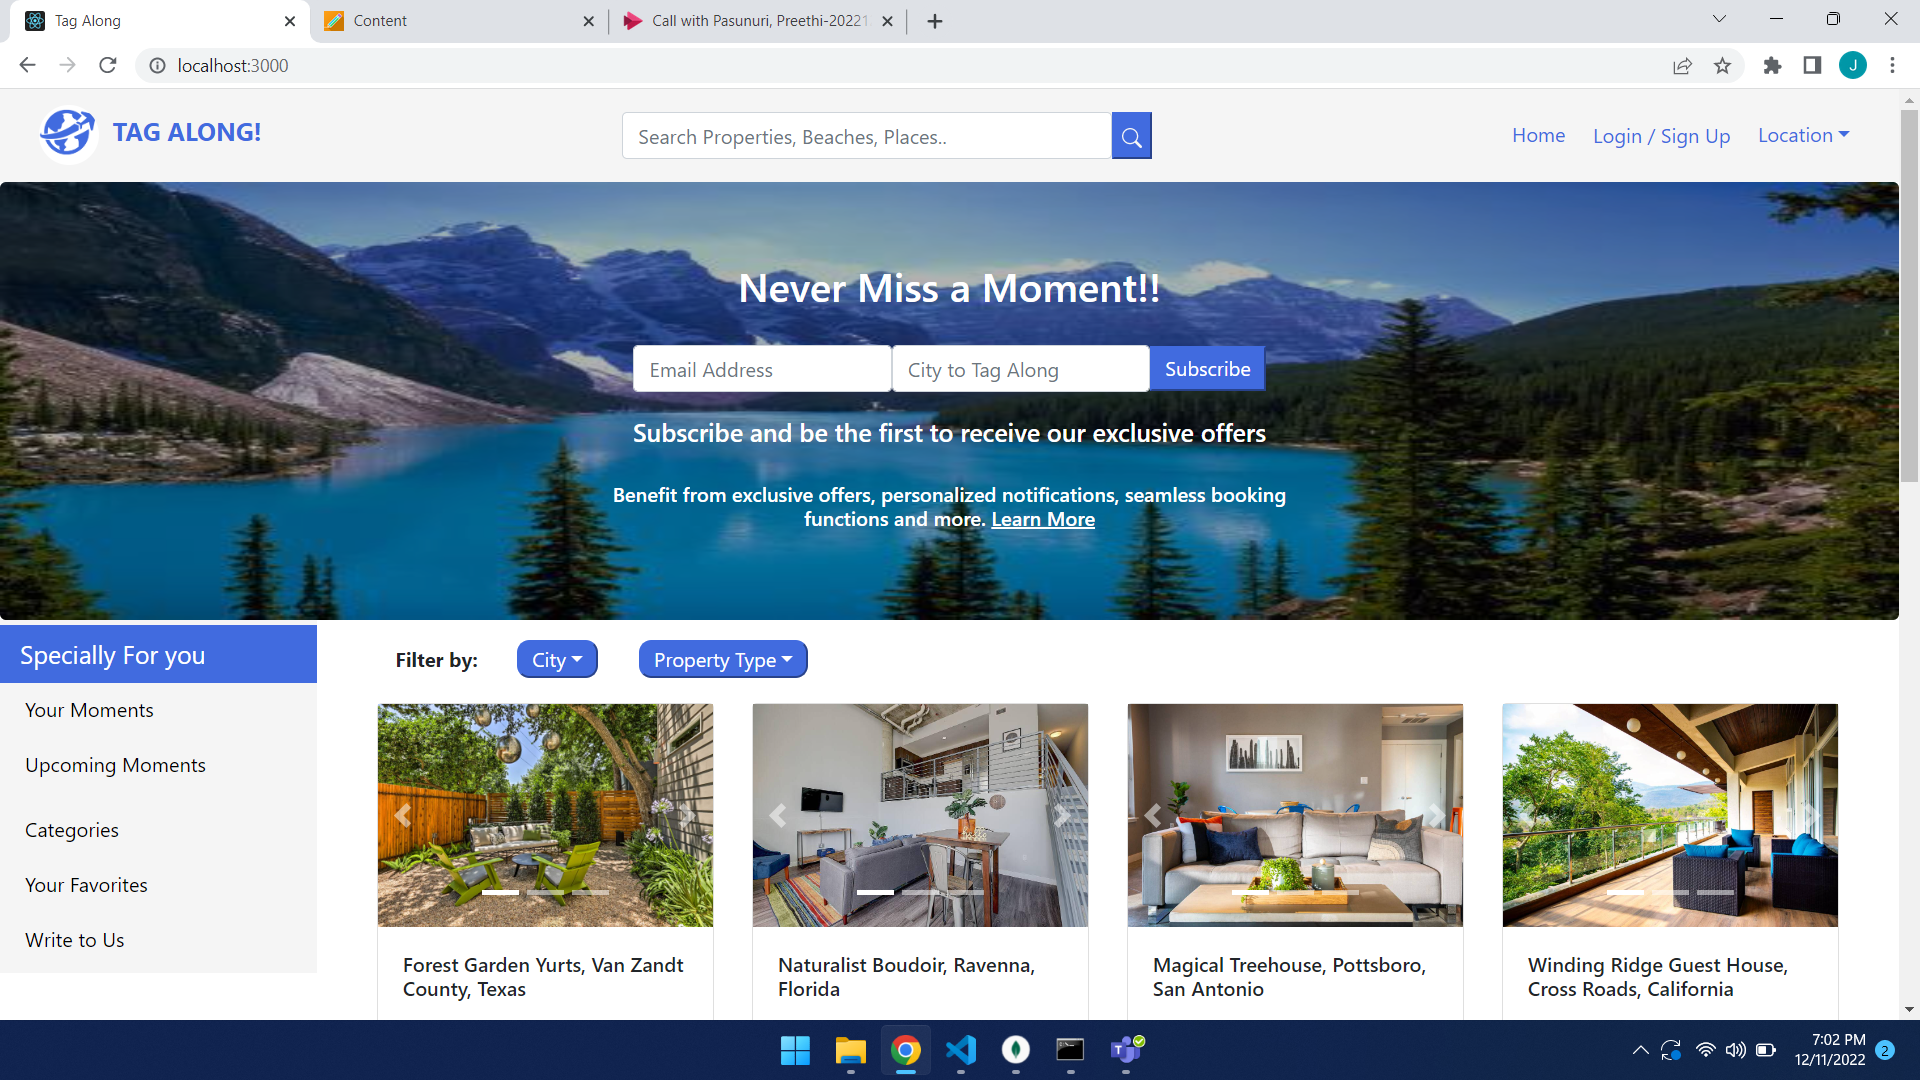 Tag Along
Content
Call with Pasunuri, Preethi-20221
localhost:3000
J
TAG ALONG!
Search Properties, Beaches, Places..
Home
Login / Sign Up
Location
Never Miss a Moment!!
Email Address
City to Tag Along
Subscribe
Subscribe and be the first to receive our exclusive offers
Benefit from exclusive offers, personalized notifications, seamless booking
functions and more. Learn More
Specially For you
Your Moments
Upcoming Moments
Categories
Your Favorites
Write to Us
Filter by:
City
Property Type
Forest Garden Yurts, Van Zandt
County, Texas
Naturalist Boudoir, Ravenna,
Florida
Magical Treehouse, Pottsboro,
San Antonio
Winding Ridge Guest House,
Cross Roads, California
7:02 PM
12/11/2022
2